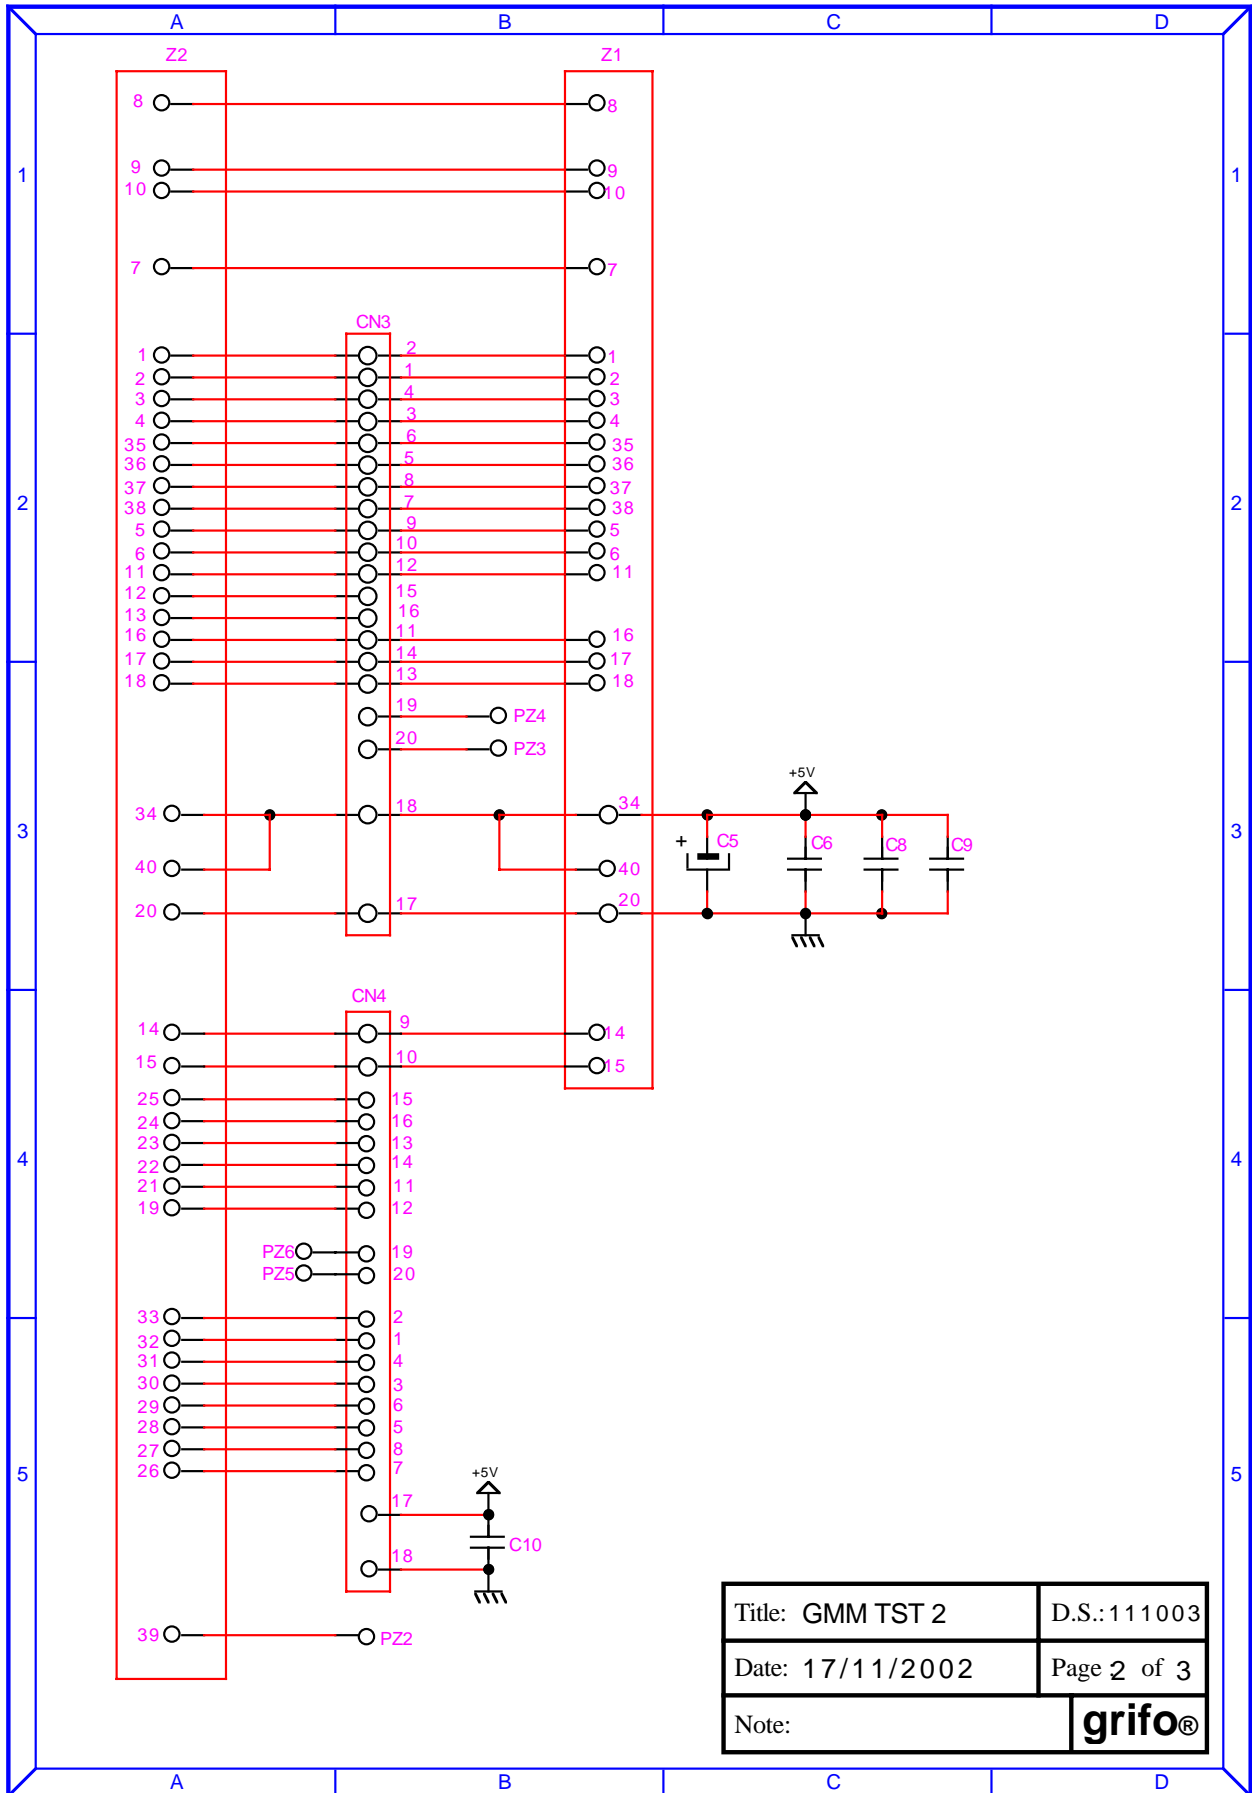 A B C D
Z2 Z1
8 8
1 1
9 9
10 10
7 7
CN3
1 2 1
2 1 2
3 4 3
4 3 4
35 6 35
36 5 36
37 8 37
2 2
38 7 38
5 9 5
6 10 6
11 12 11
12 15
13 16
16 11 16
17 14 17
18 13 18
19 PZ4
20 PZ3
+5V
34 18 34
3 3
+ C5 C6 C8 C9
40 40
20 17 20
CN4
14 9 14
15 10 15
25 15
24 16
23 13
4 4
22 14
21 11
19 12
PZ6 19
PZ5 20
33 2
32 1
31 4
30 3
29 6
28 5
27 8
26 7
5 5
+5V
17
C10
18
39 PZ2
Title: GMM TST 2 D.S.:111003
Date: 17/11/2002 Page :2 of 3
Note: grifo®
A B C D